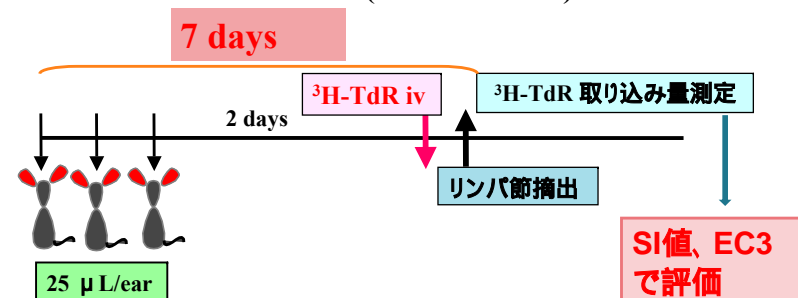 7 days
³H-TdR iv
³H-TdR 取り込み量測定
2 days
リンパ節摘出
SI値、EC3
で評価
25 μL/ear